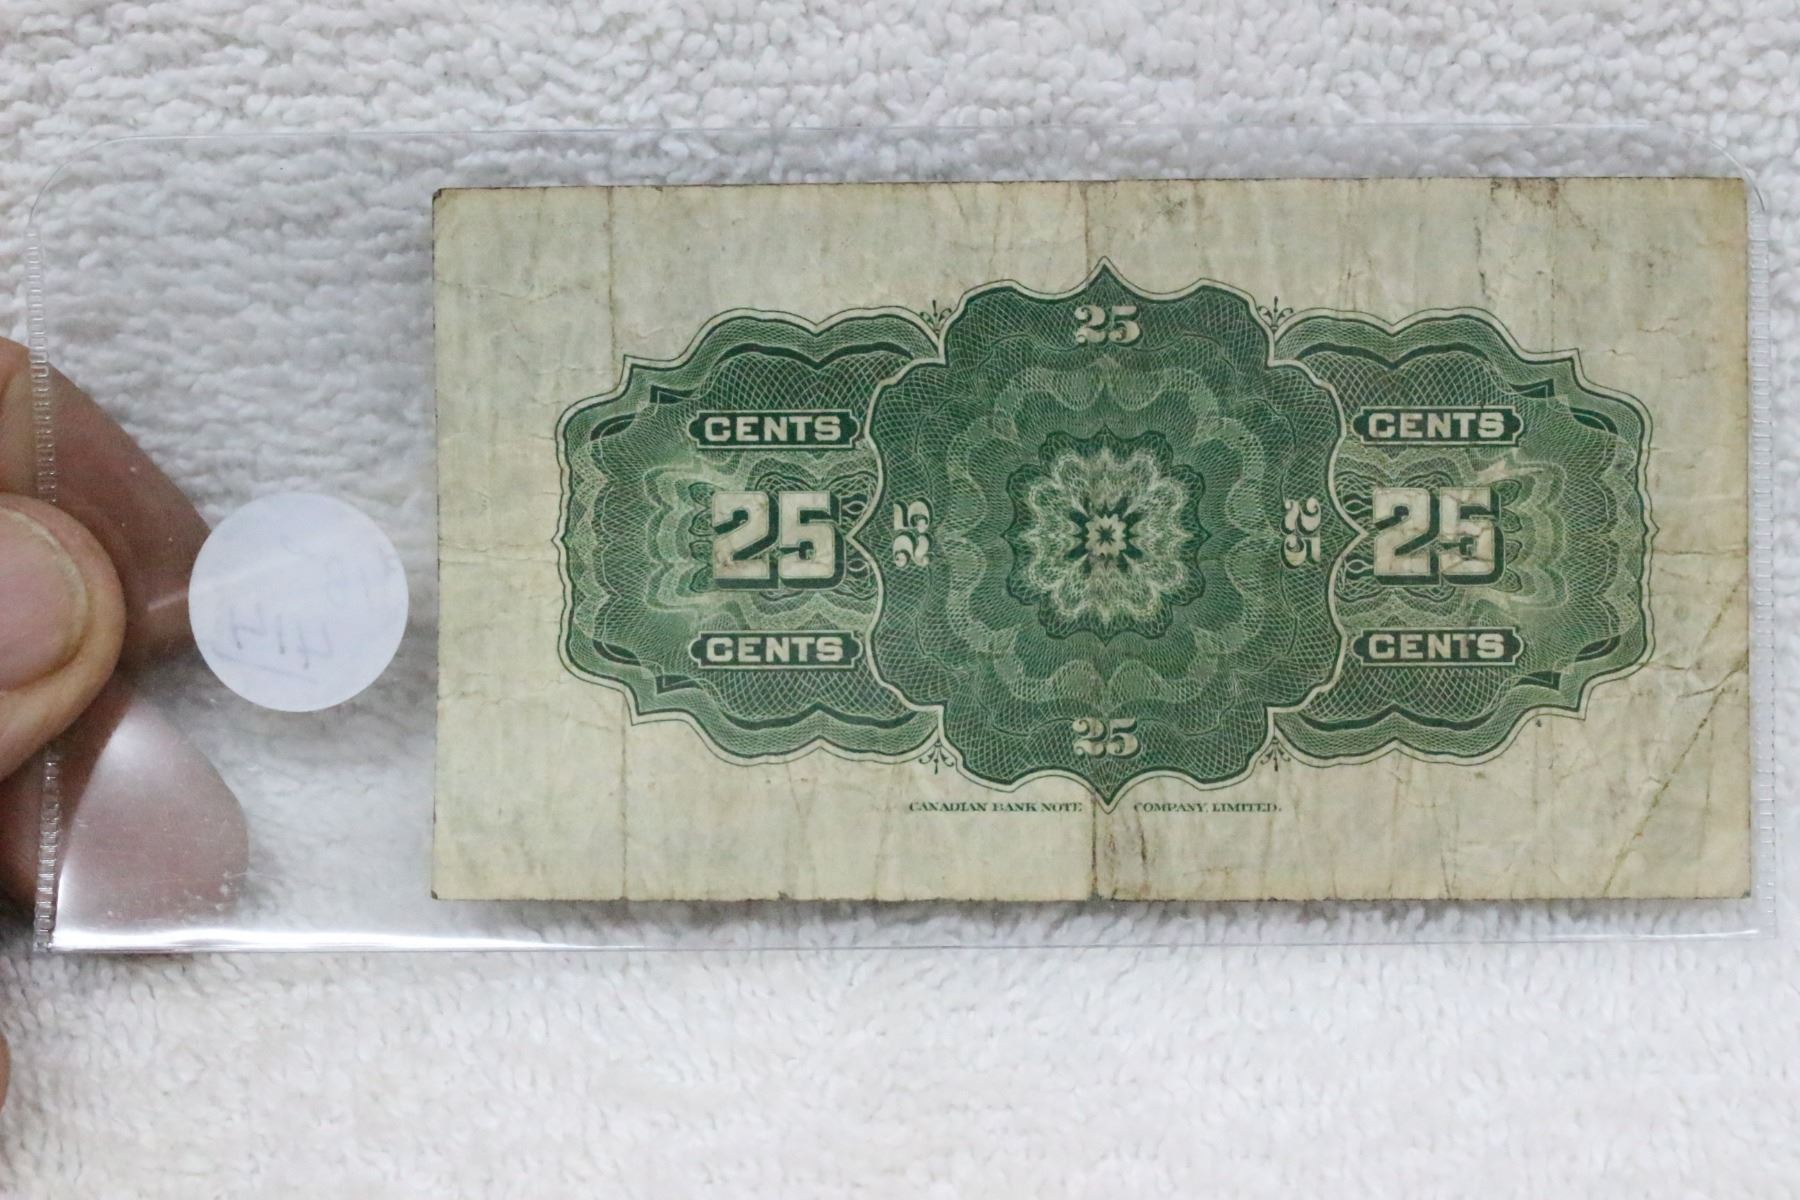 25
CENTS CENTS
25 25 25 25
CENTS CENTS
25
CANADIAN BANK NOTE COMPANY, LIMITED.